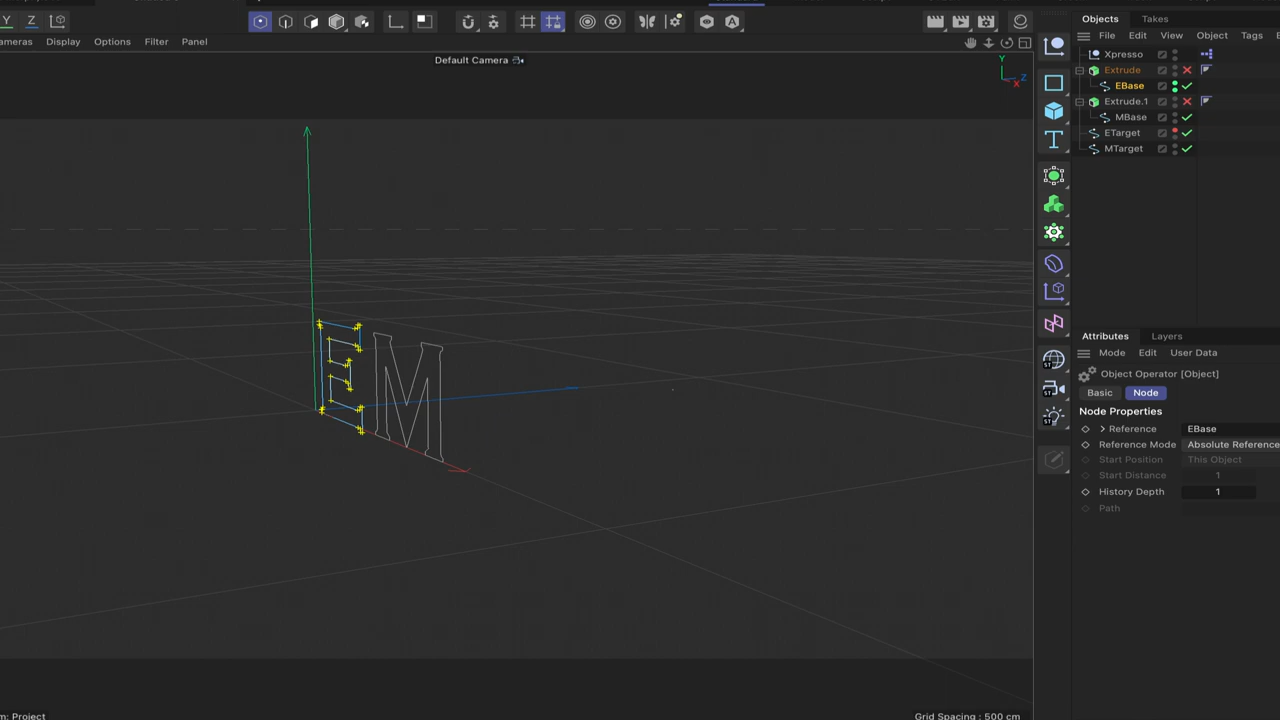 Objects Takes
Y Z
File Edit View Object Tags
ameras Display Options Filter Panel
Default Camera
Xpresso
Extrude
EBase
Extrude.1
MBase
ETarget
MTarget
Y
Z
X
ST
ST
ST
Attributes Layers
Mode Edit User Data
Object Operator [Object]
Basic Node
Node Properties
Reference EBase
Reference Mode Absolute Reference
Start Position This Object
Start Distance 1
History Depth 1
Path
m: Project
Grid Spacing : 500 cm